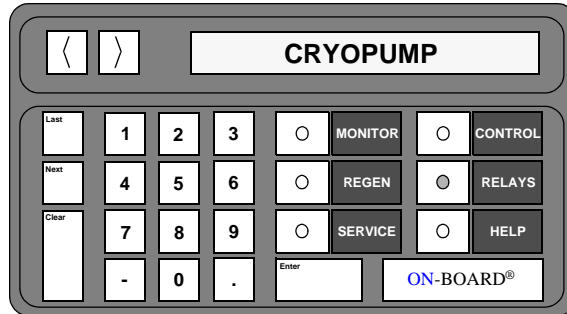 〈 〉 CRYOPUMP
Last 1 2 3 MONITOR CONTROL
Next 4 5 6 REGEN RELAYS
Clear 7 8 9 SERVICE HELP
- 0 . Enter ON-BOARD®